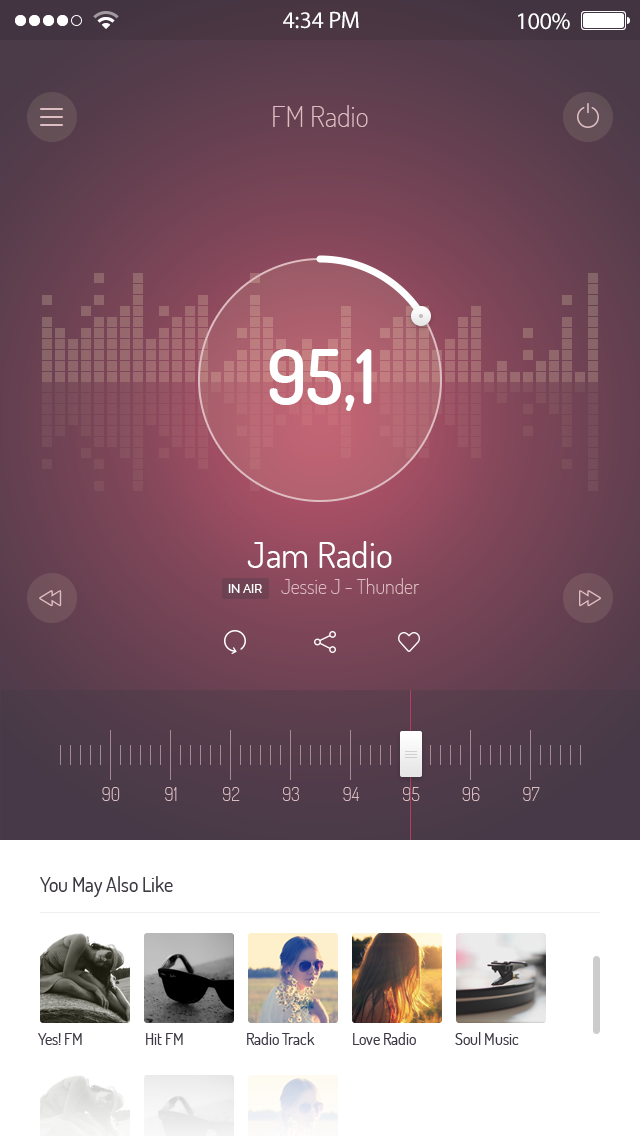 4:34 PM 100%
FM Radio
95,1
Jam Radio
IN AIR Jessie J - Thunder
90 91 92 93 94 95 96 97
You May Also Like
Yes! FM Hit FM Radio Track Love Radio Soul Music